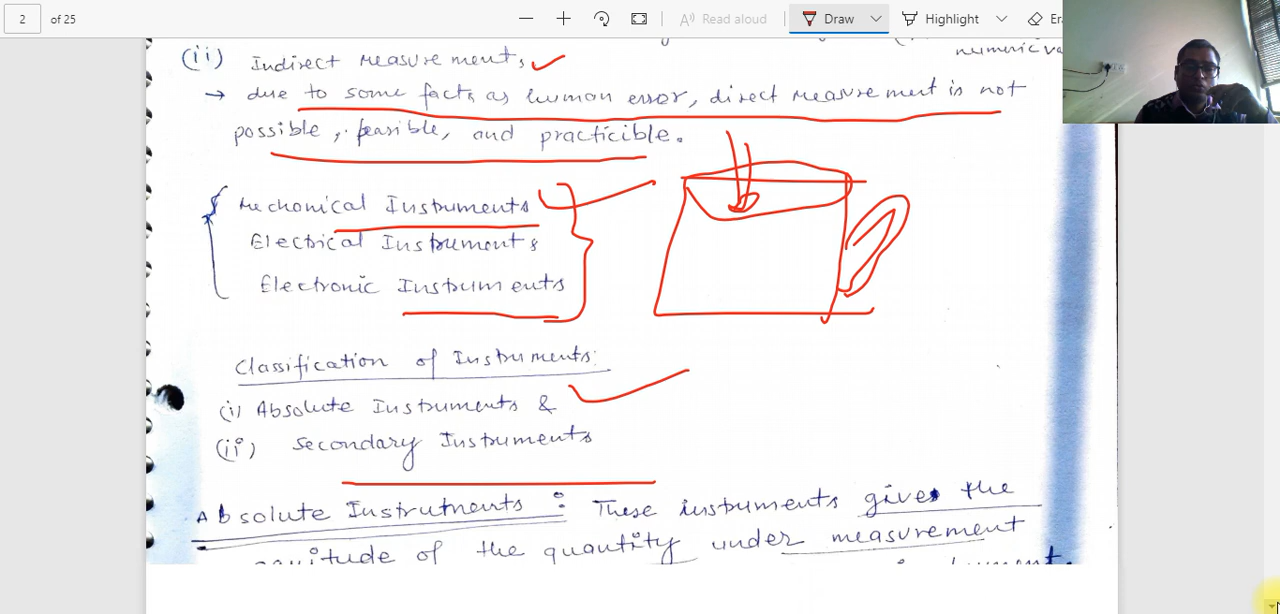 2 of 25 Read aloud Draw Highlight
(ii) Indirect Measurements,
→ due to some facts as human error, direct measurement is not
possible, feasible, and practicible.
Mechanical Instruments
Electrical Instruments
Electronic Instruments
Classification of Instruments:
(i) Absolute Instruments &
(ii) Secondary Instruments
Absolute Instruments : These instruments gives the
of the quantity under measurement